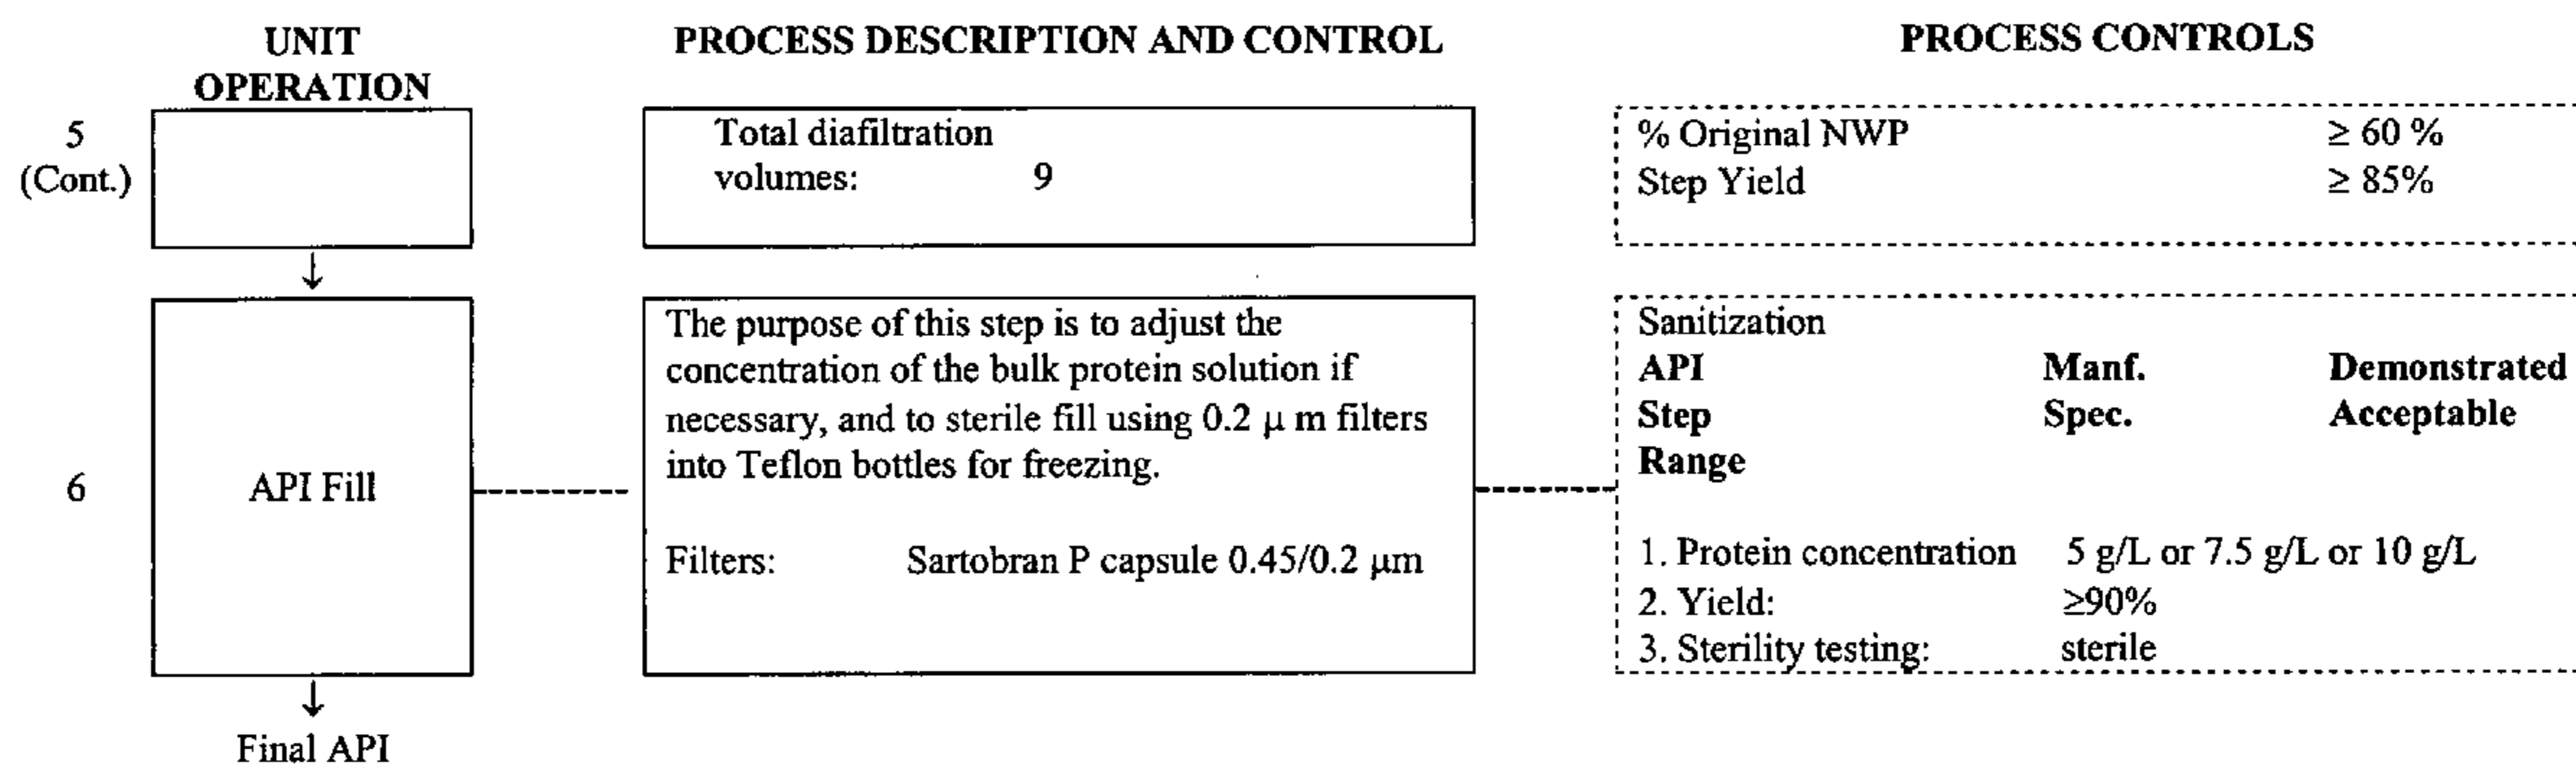 UNIT
OPERATION
PROCESS DESCRIPTION AND CONTROL
PROCESS CONTROLS
5
(Cont.)
Total diafiltration
volumes: 9
% Original NWP ≥ 60 %
Step Yield ≥ 85%
6
API Fill
The purpose of this step is to adjust the
concentration of the bulk protein solution if
necessary, and to sterile fill using 0.2 μ m filters
into Teflon bottles for freezing.
Filters: Sartobran P capsule 0.45/0.2 μm
Sanitization
API Manf. Demonstrated
Step Spec. Acceptable
Range
1. Protein concentration 5 g/L or 7.5 g/L or 10 g/L
2. Yield: ≥90%
3. Sterility testing: sterile
Final API